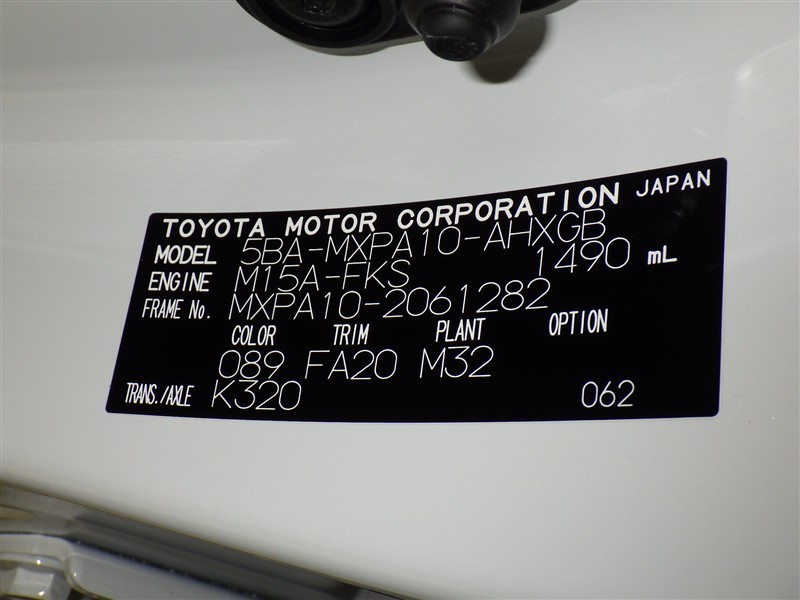 TOYOTA MOTOR CORPORATION JAPAN
MODEL 5BA-MXPA10-AHXGB
ENGINE M15A-FKS 1490 mL
FRAME No. MXPA10-2061282
COLOR TRIM PLANT OPTION
089 FA20 M32
TRANS./AXLE K320 062